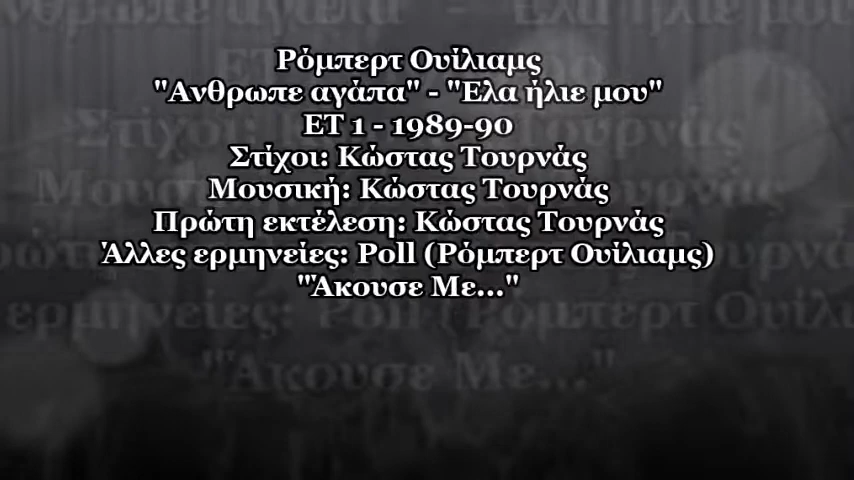 Ρόμπερτ Ουίλιαμς
"Ανθρωπε αγάπα" - "Ελα ήλιε μου"
ΕΤ 1 - 1989-90
Στίχοι: Κώστας Τουρνάς
Μουσική: Κώστας Τουρνάς
Πρώτη εκτέλεση: Κώστας Τουρνάς
Άλλες ερμηνείες: Poll (Ρόμπερτ Ουίλιαμς)
"Άκουσε Με..."